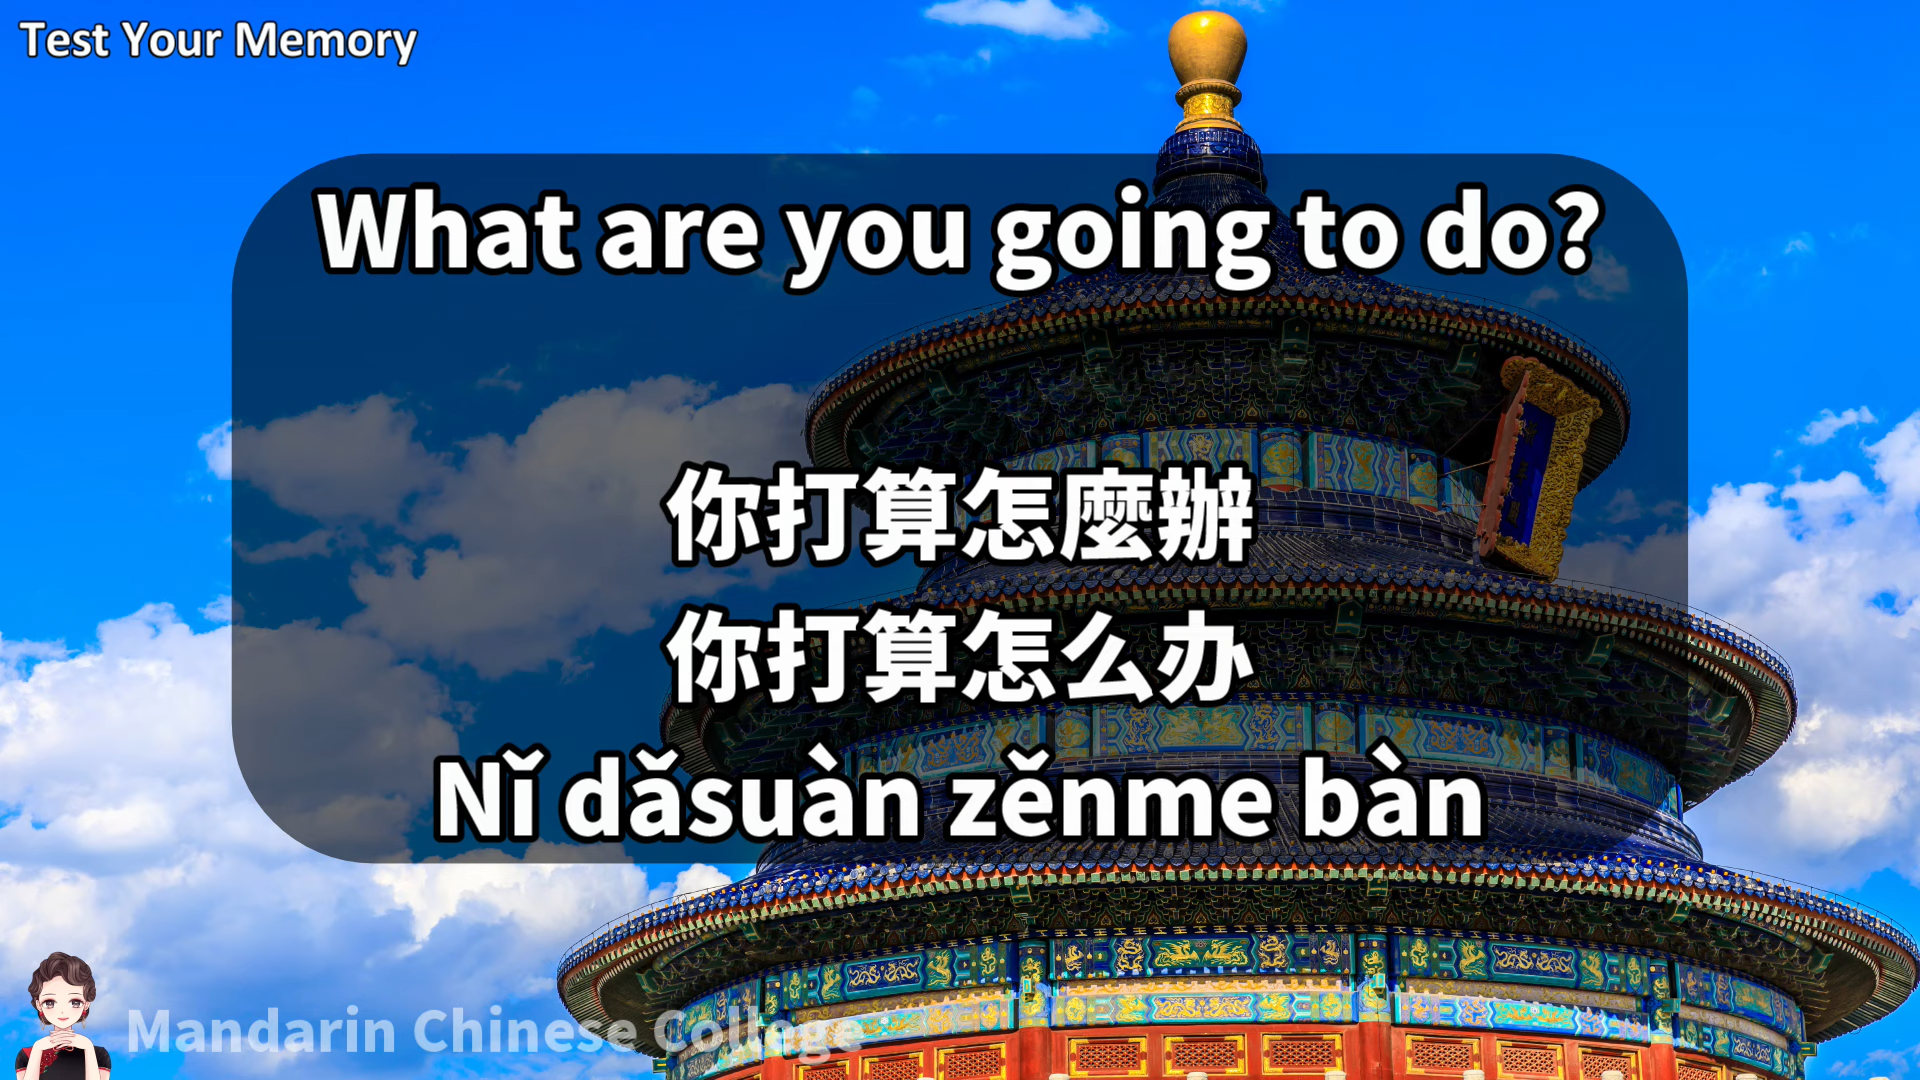 Test Your Memory
What are you going to do?
你打算怎麼辦
你打算怎么办
Nǐ dǎsuàn zěnme bàn
Mandarin Chinese College